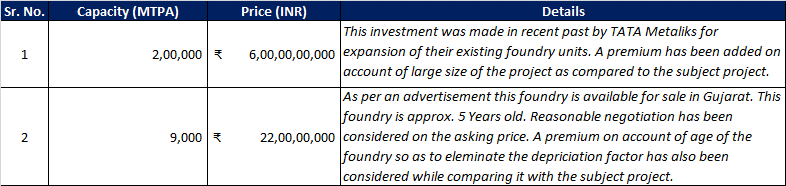 Sr. No. Capacity (MTPA) Price (INR) Details
This investment was made in recent past by TATA Metaliks for
1 2,00,000 ₹ 6,00,00,00,000 expansion of their existing foundry units. A premium has been added on
account of large size of the project as compared to the subject project.
As per an advertisement this foundry is available for sale in Gujarat. This
foundry is approx. 5 Years old. Reasonable negotiation has been
2 9,000 ₹ 22,00,00,000 considered on the asking price. A premium on account of age of the
foundry so as to eleminate the depriciation factor has also been
considered while comparing it with the subject project.